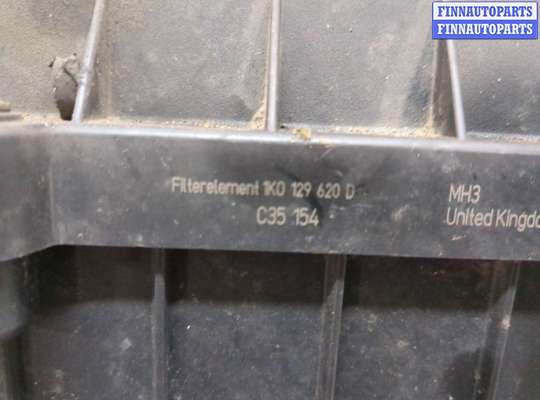 FINNAUTOPARTS
FINNAUTOPARTS
Filterelement 1K0 129 620 D
C35 154
MH3
United Kingdo